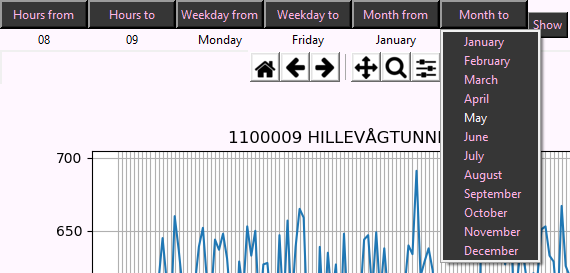 Hours from Hours to Weekday from Weekday to Month from Month to Show
08 09 Monday Friday January
January
February
March
April
May
June
July
August
September
October
November
December
1100009 HILLEVÅGTUNN
700
650